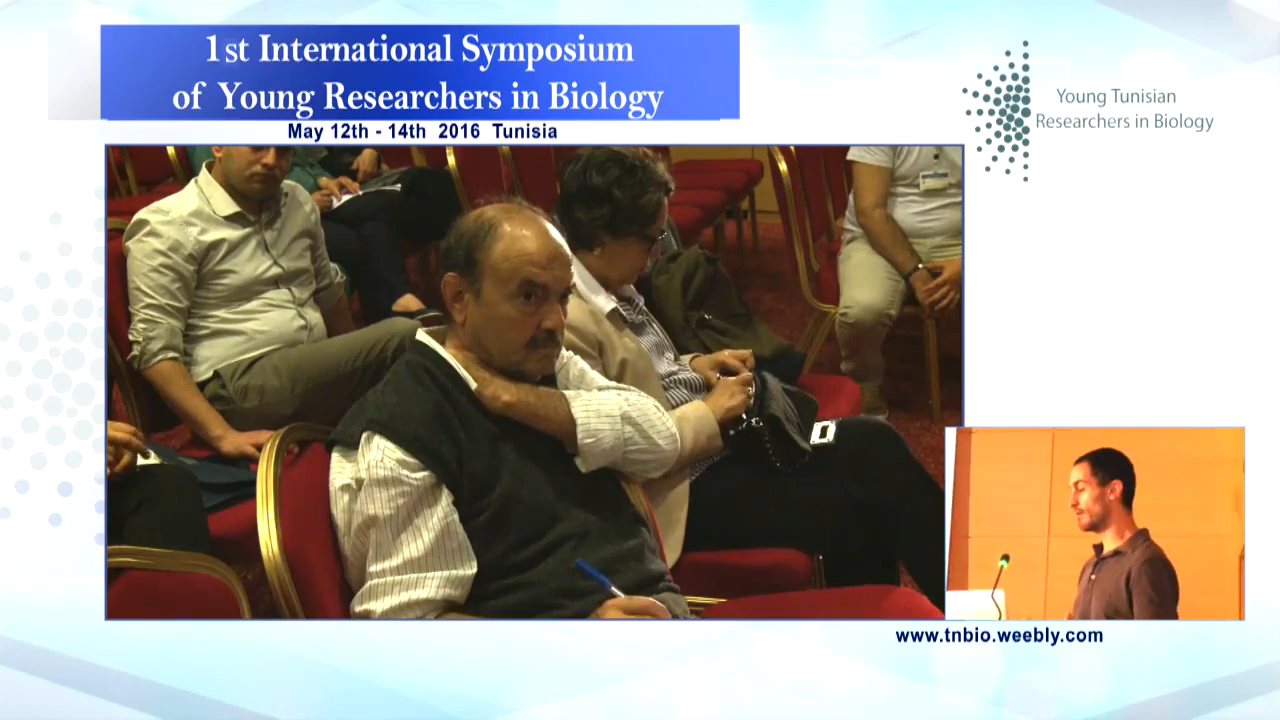 1st International Symposium
of Young Researchers in Biology
May 12th - 14th 2016 Tunisia
Young Tunisian
Researchers in Biology
www.tnbio.weebly.com